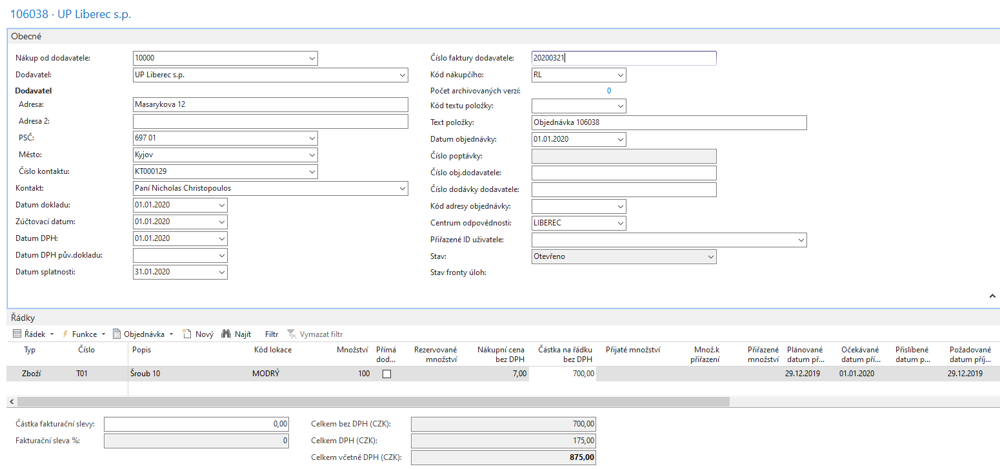 106038 · UP Liberec s.p.
Obecné
Nákup od dodavatele: 10000
Dodavatel: UP Liberec s.p.
Dodavatel
Adresa: Masarykova 12
Adresa 2:
PSČ: 697 01
Město: Kyjov
Číslo kontaktu: KT000129
Kontakt: Paní Nicholas Christopoulos
Datum dokladu: 01.01.2020
Zúčtovací datum: 01.01.2020
Datum DPH: 01.01.2020
Datum DPH pův.dokladu:
Datum splatnosti: 31.01.2020
Číslo faktury dodavatele: 20200321
Kód nákupčího: RL
Počet archivovaných verzí: 0
Kód textu položky:
Text položky: Objednávka 106038
Datum objednávky: 01.01.2020
Číslo poptávky:
Číslo obj.dodavatele:
Číslo dodávky dodavatele:
Kód adresy objednávky:
Centrum odpovědnosti: LIBEREC
Přiřazené ID uživatele:
Stav: Otevřeno
Stav fronty úloh:
Řádky
Řádek Funkce Objednávka Nový Najít Filtr Vymazat filtr
Typ Číslo Popis Kód lokace Množství Přímá Rezervované Nákupní cena Částka na řádku Přijaté množství Množ.k Přiřazené Plánované Očekávané Přislíbené Požadované
dod... množství bez DPH bez DPH přiřazení množství datum př... datum pří... datum p... datum příj...
Zboží T01 Šroub 10 MODRÝ 100 7,00 700,00 29.12.2019 01.01.2020 29.12.2019
Částka fakturační slevy: 0,00 Celkem bez DPH (CZK): 700,00
Fakturační sleva %: 0 Celkem DPH (CZK): 175,00
Celkem včetně DPH (CZK): 875,00